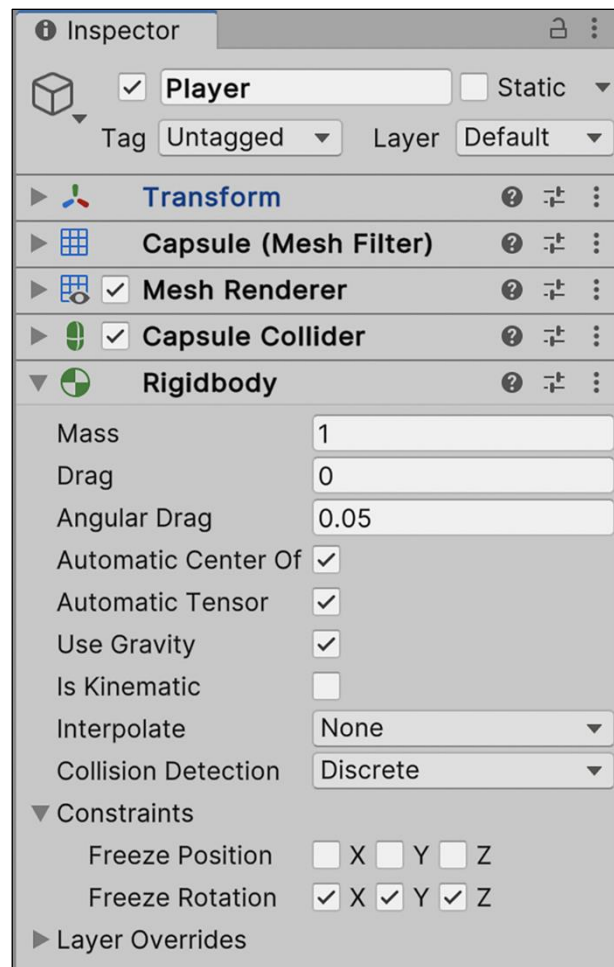 Inspector
Player Static
Tag Untagged Layer Default
Transform
Capsule (Mesh Filter)
Mesh Renderer
Capsule Collider
Rigidbody
Mass 1
Drag 0
Angular Drag 0.05
Automatic Center Of
Automatic Tensor
Use Gravity
Is Kinematic
Interpolate None
Collision Detection Discrete
Constraints
Freeze Position X Y Z
Freeze Rotation X Y Z
Layer Overrides